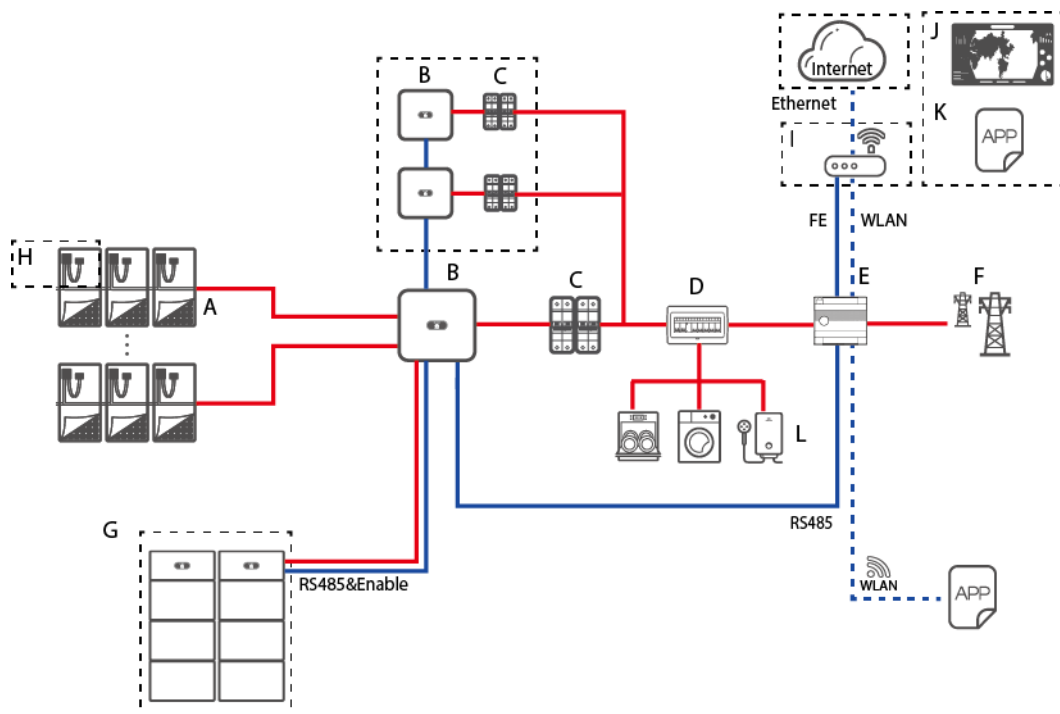 J
Internet
B
C
Ethernet
K
APP
I
FE
WLAN
H
B
C
D
E
F
A
L
RS485
G
RS485&Enable
WLAN
APP